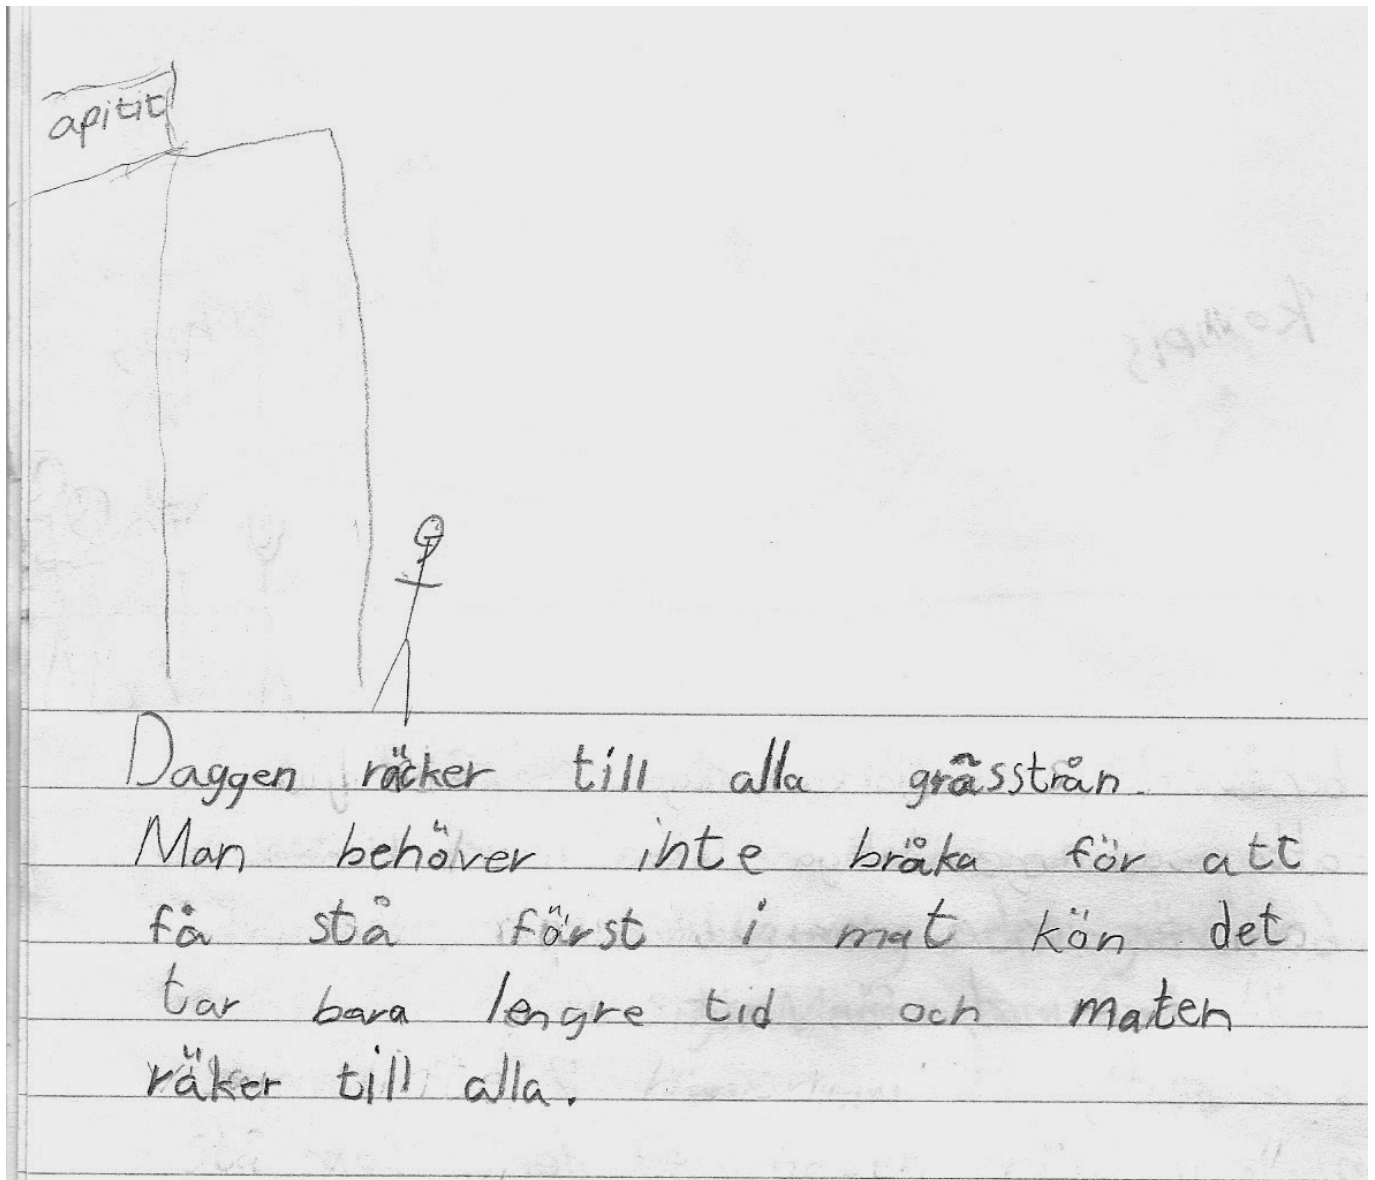 apitit
Kompis
Daggen räcker till alla grässtrån.
Man behöver inte bråka för att
få stå först i mat kön det
tar bara lengre tid och maten
räker till alla.